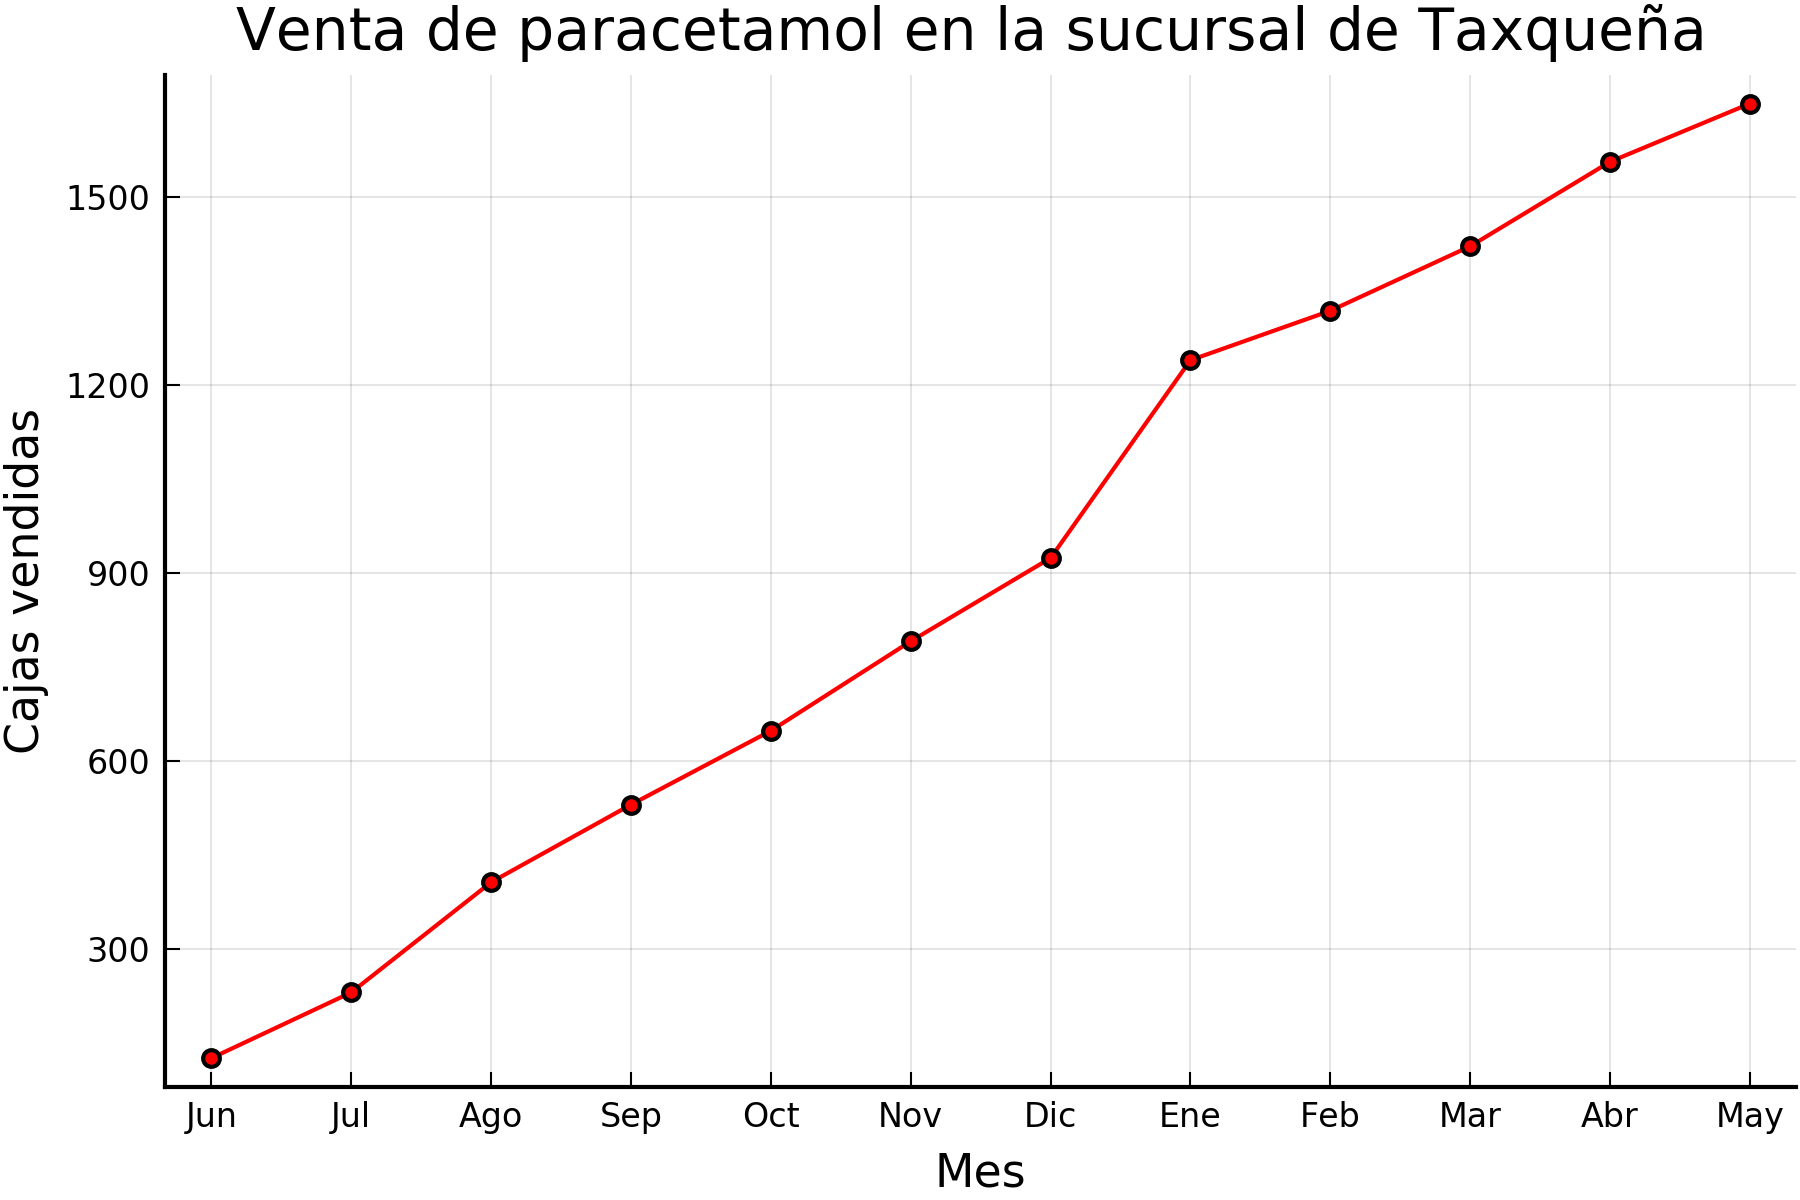 Venta de paracetamol en la sucursal de Taxqueña
Cajas vendidas
1500
1200
900
600
300
Jun Jul Ago Sep Oct Nov Dic Ene Feb Mar Abr May
Mes